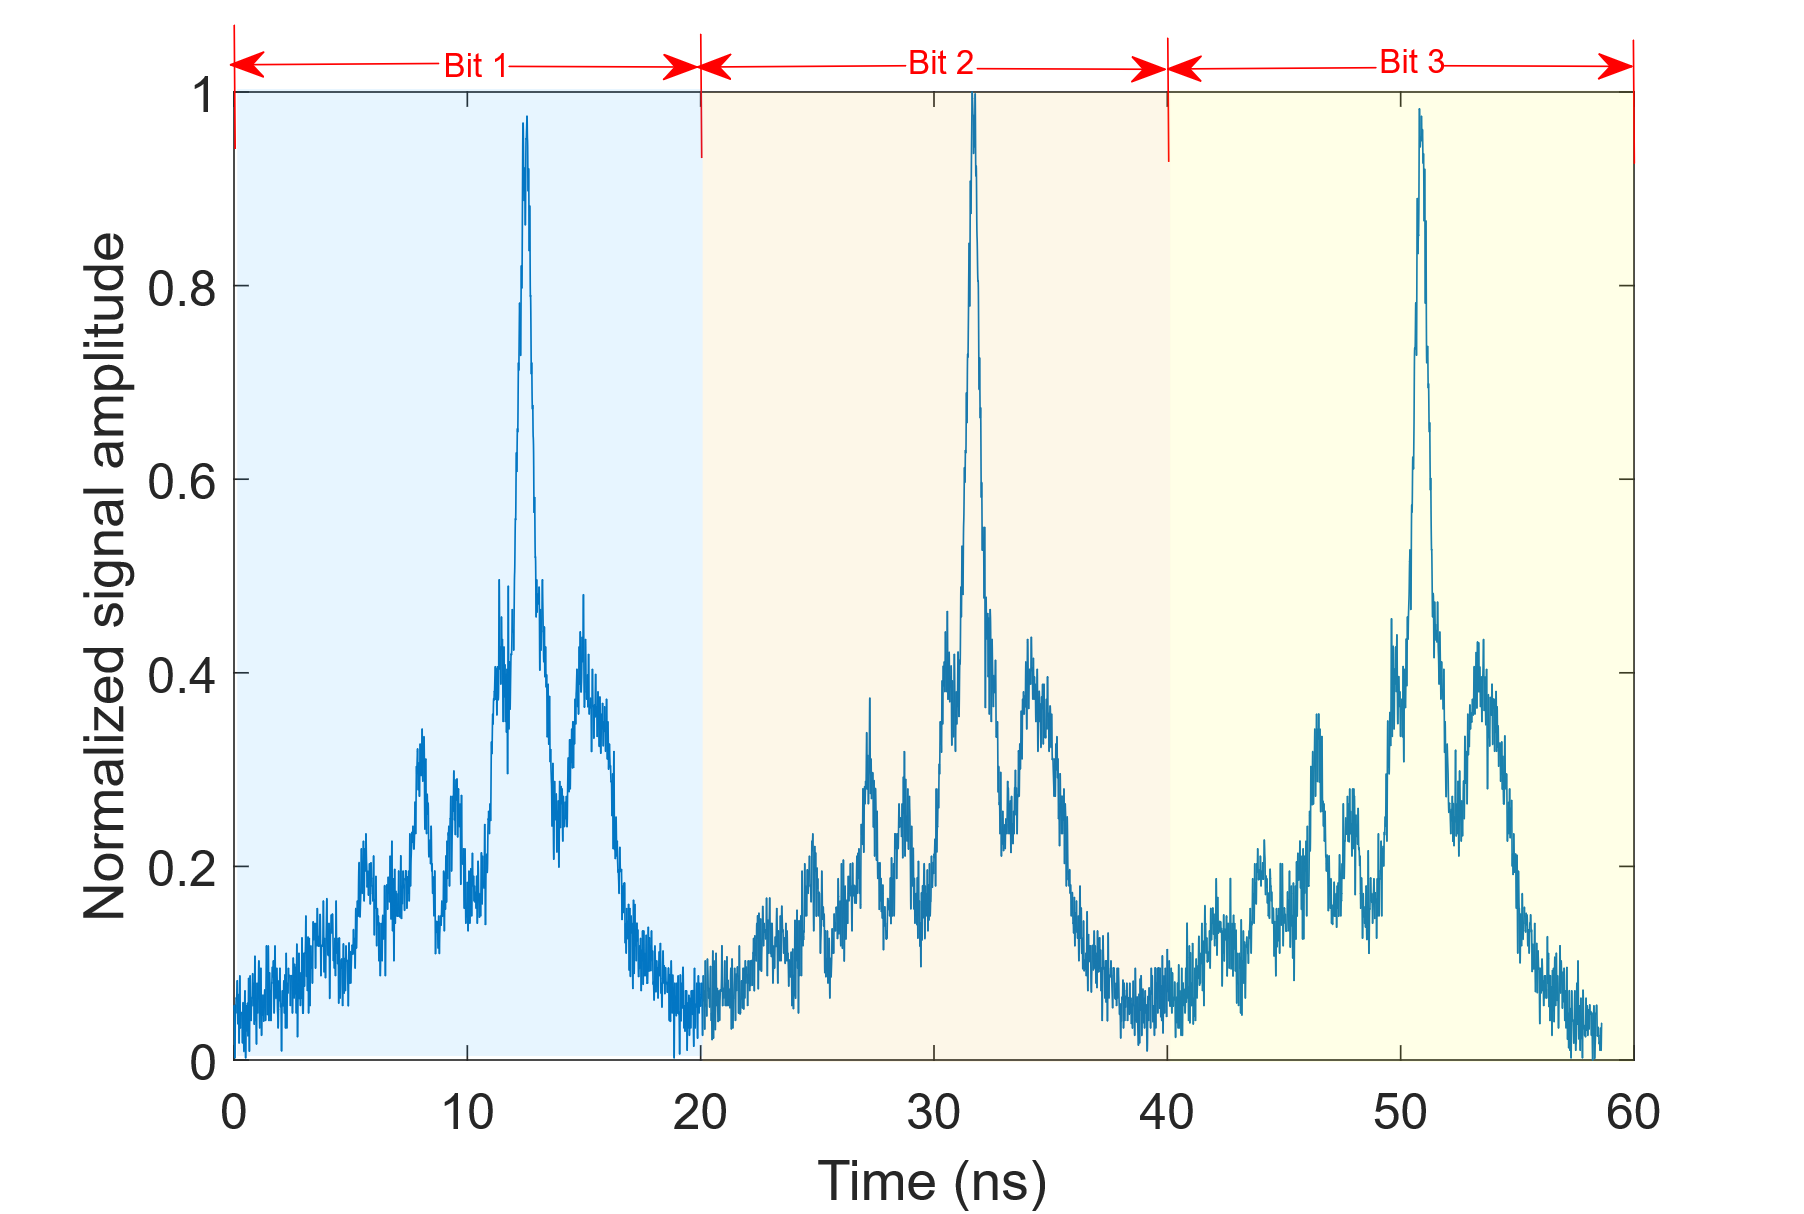 Bit 1
Bit 2
Bit 3
1
0.8
0.6
0.4
0.2
0
Normalized signal amplitude
0 10 20 30 40 50 60
Time (ns)